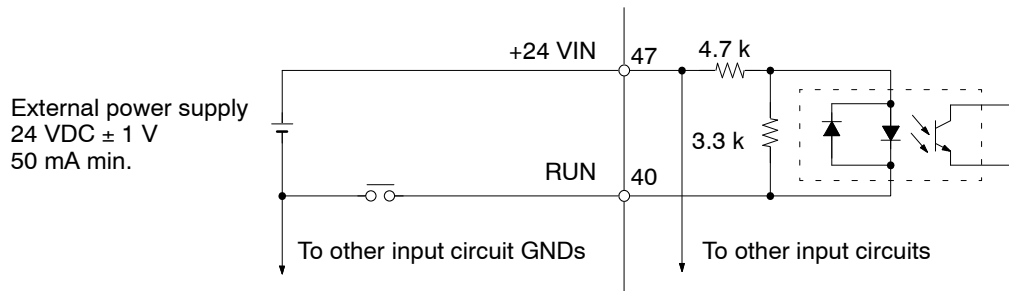 +24 VIN
47
4.7 k
External power supply
24 VDC ± 1 V
50 mA min.
3.3 k
RUN
40
To other input circuit GNDs
To other input circuits